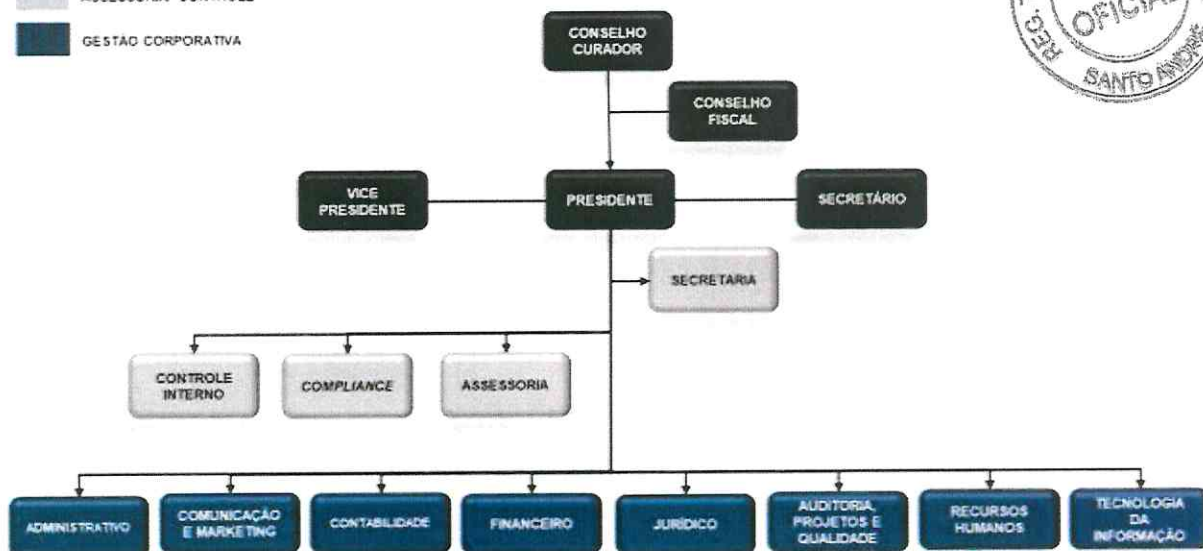 GESTÃO CORPORATIVA
CONSELHO
CURADOR
CONSELHO
FISCAL
REG.
OFICIAL
SANTO ANDRÉ
VICE
PRESIDENTE
PRESIDENTE
SECRETÁRIO
SECRETARIA
CONTROLE
INTERNO
COMPLIANCE
ASSESSORIA
ADMINISTRATIVO
COMUNICAÇÃO
E MARKETING
CONTABILIDADE
FINANCEIRO
JURÍDICO
AUDITORIA,
PROJETOS E
QUALIDADE
RECURSOS
HUMANOS
TECNOLOGIA
DA
INFORMAÇÃO